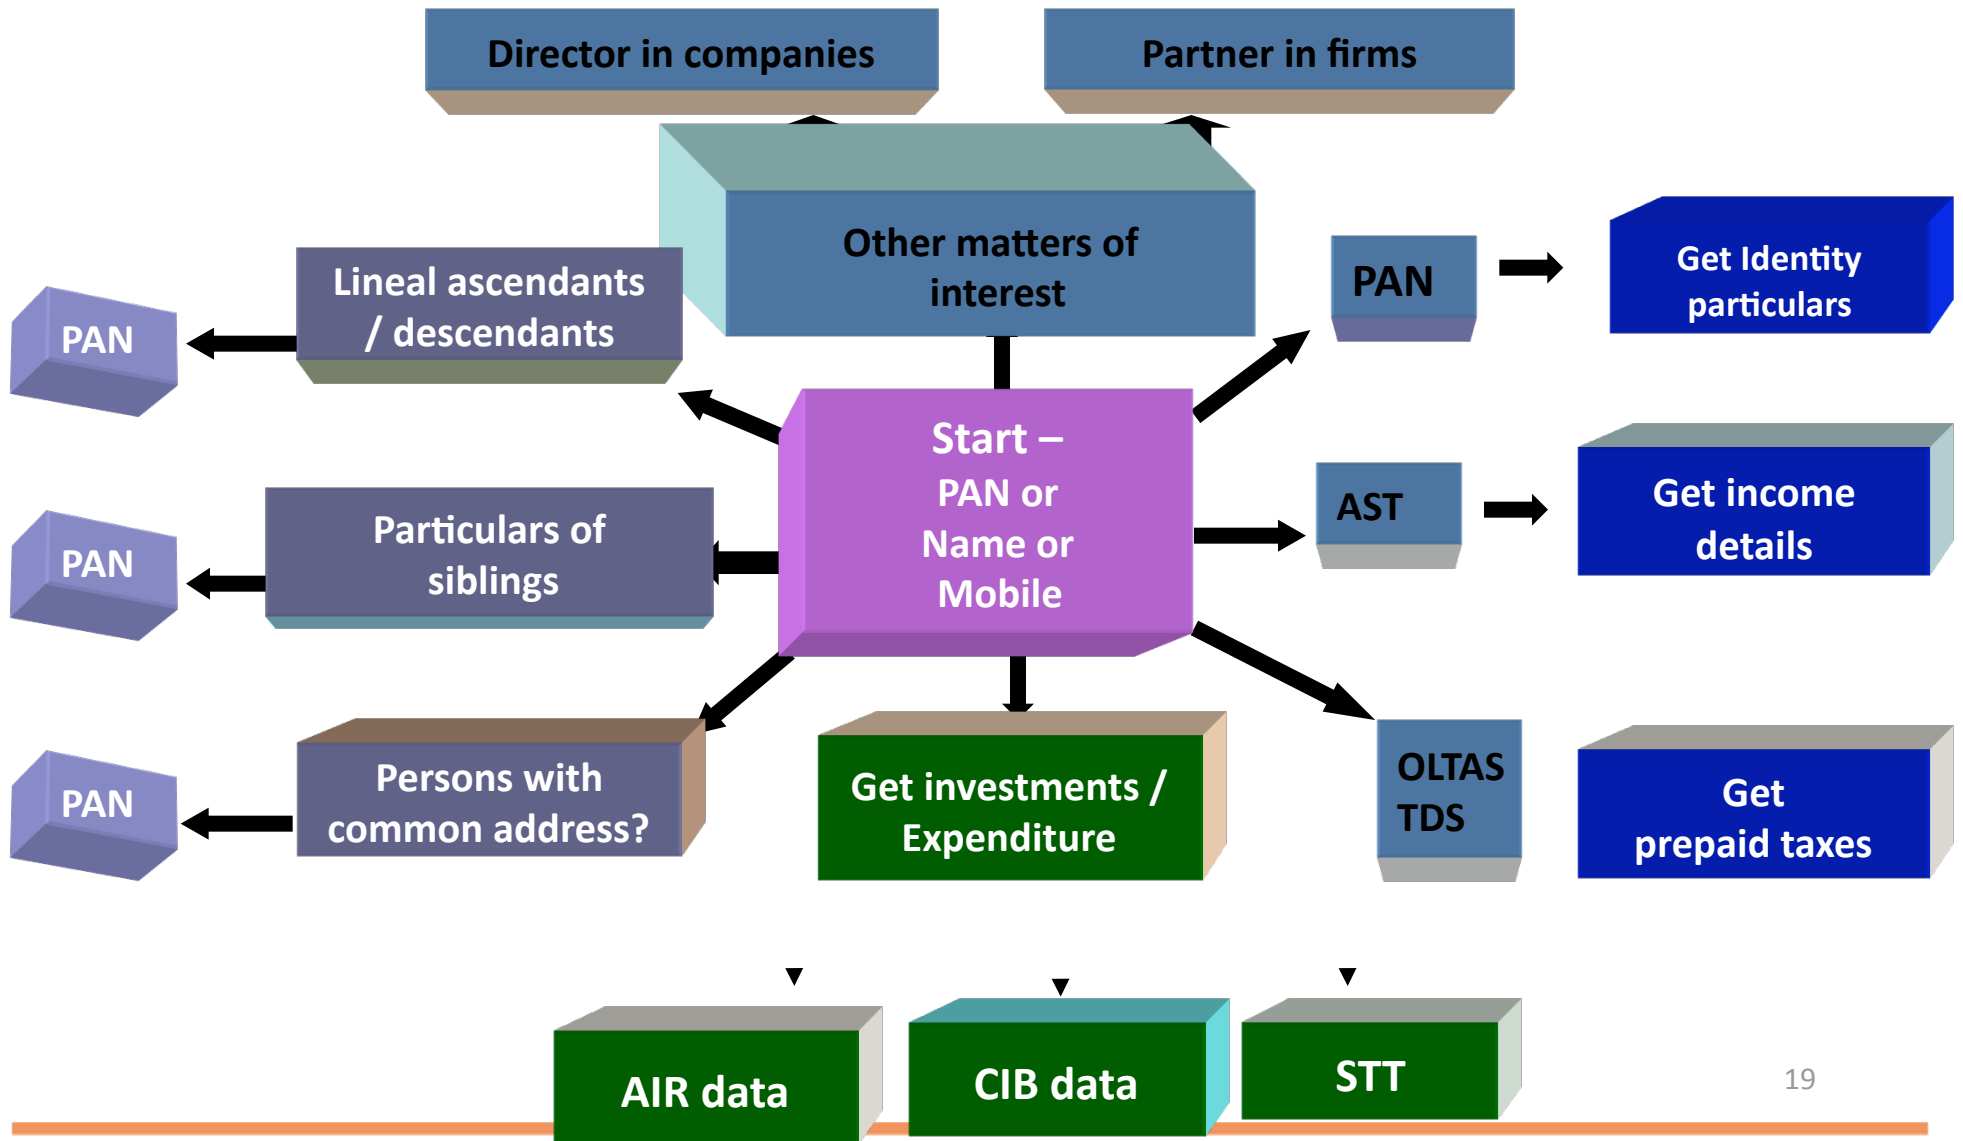 Director in companies
Partner in firms
Other matters of
interest
Lineal ascendants
/ descendants
PAN
PAN
Get Identity
particulars
Start –
PAN or
Name or
Mobile
Particulars of
siblings
PAN
AST
Get income
details
Persons with
common address?
PAN
Get investments /
Expenditure
OLTAS
TDS
Get
prepaid taxes
AIR data
CIB data
STT
19